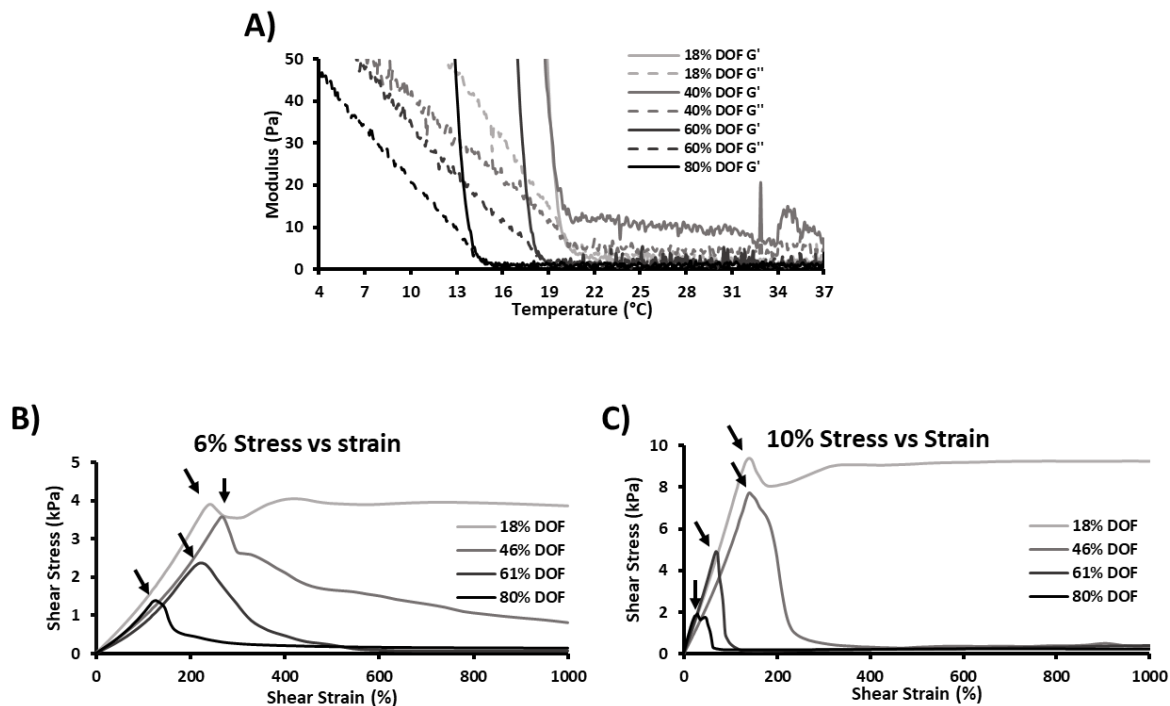 A)
18% DOF G'
18% DOF G''
40% DOF G'
40% DOF G''
60% DOF G'
60% DOF G''
80% DOF G'
Modulus (Pa)
50
40
30
20
10
0
4 7 10 13 16 19 22 25 28 31 34 37
Temperature (°C)
B)
6% Stress vs strain
Shear Stress (kPa)
5
4
3
2
1
0
18% DOF
46% DOF
61% DOF
80% DOF
0 200 400 600 800 1000
Shear Strain (%)
C)
10% Stress vs Strain
Shear Stress (kPa)
10
8
6
4
2
0
18% DOF
46% DOF
61% DOF
80% DOF
0 200 400 600 800 1000
Shear Strain (%)